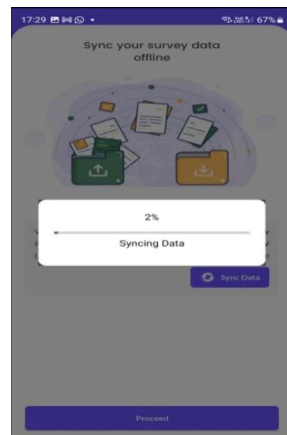 17:29 67%
Sync your survey data
offline
2%
Syncing Data
Sync Data
Proceed